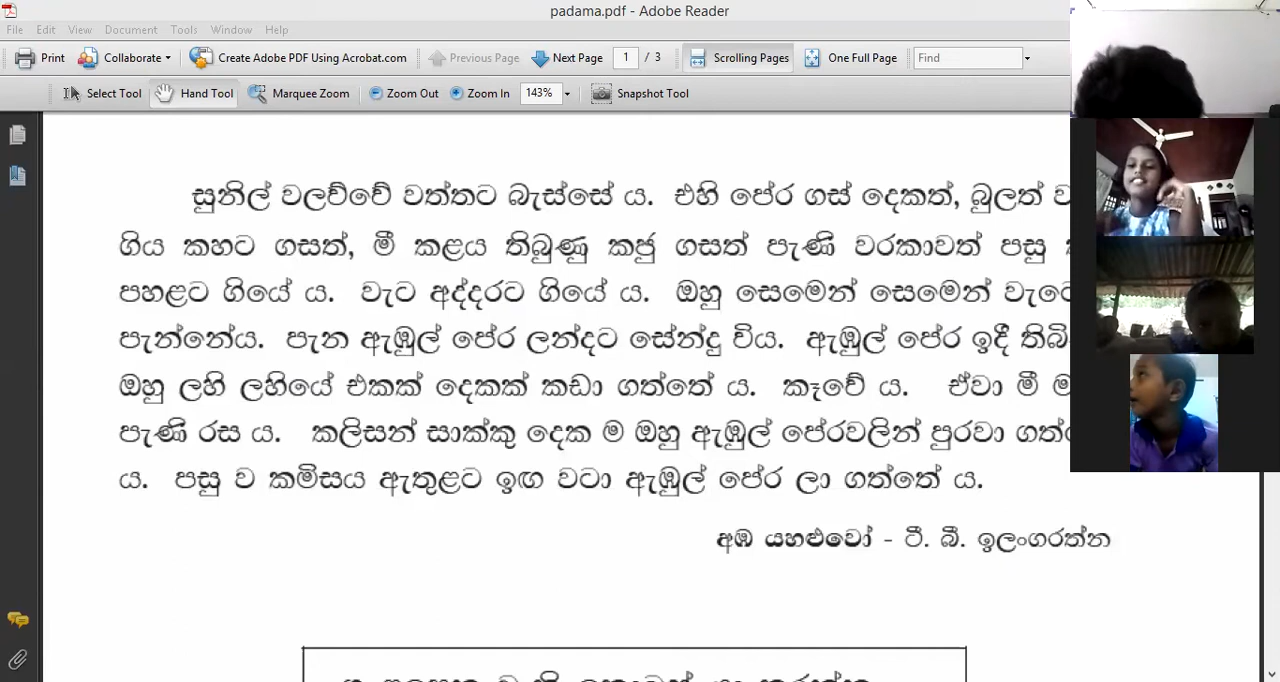 padama.pdf - Adobe Reader
File Edit View Document Tools Window Help
Print Collaborate Create Adobe PDF Using Acrobat.com Previous Page Next Page 1 / 3 Scrolling Pages One Full Page Find
Select Tool Hand Tool Marquee Zoom Zoom Out Zoom In 143% Snapshot Tool
සුනිල් වලව්වේ වත්තට බැස්සේ ය. එහි පේර ගස් දෙකත්, බුලත්
ගිය කහට ගසත්, මී කළය තිබුණු කජු ගසත් පැණි වරකාවත් පසු
පහළට ගියේ ය. වැට අද්දරට ගියේ ය. ඔහු සෙමෙන් සෙමෙන්
පැන්නේය. පැන ඇඹුල් පේර ලන්දට සේන්දු විය. ඇඹුල් පේර ඉදී
ඔහු ලහි ලහියේ එකක් දෙකක් කඩා ගත්තේ ය. කෑවේ ය. ඒවා මී
පැණි රස ය. කලිසන් සාක්කු දෙක ම ඔහු ඇඹුල් පේරවලින් පුරවා
ය. පසු ව කමිසය ඇතුළට ඉඟ වටා ඇඹුල් පේර ලා ගත්තේ ය.
අඹ යහළුවෝ - ටී. බී. ඉලංගරත්න